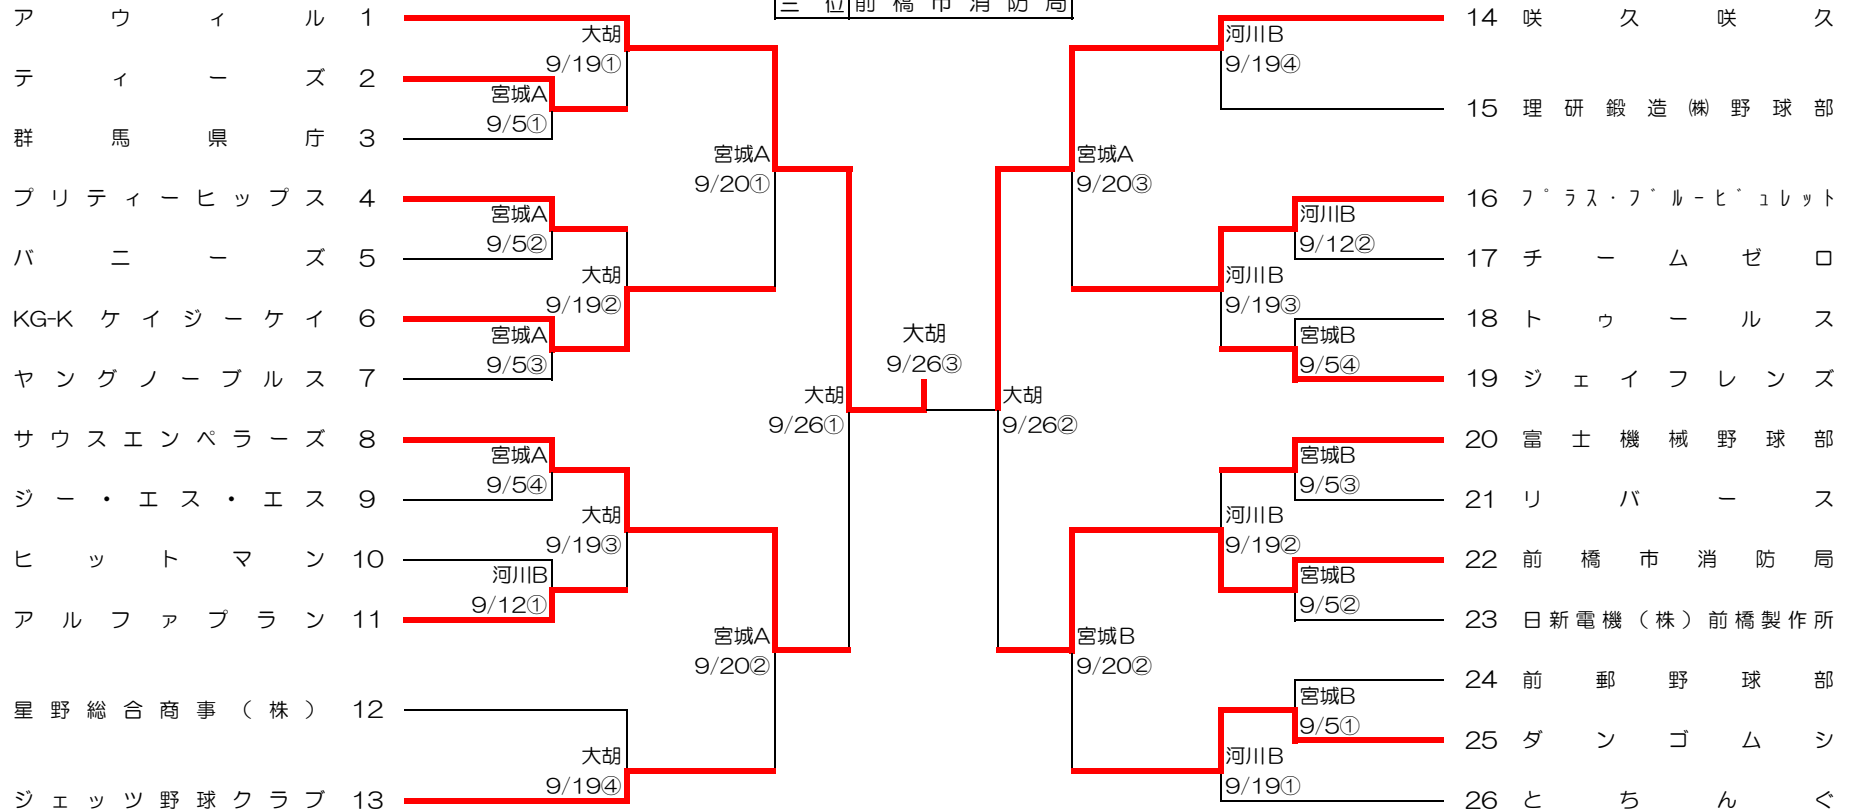 三位 前橋市消防局
アウィル 1
大胡
9/19①
ティーズ 2
宮城A
9/5①
群馬県庁 3
宮城A
9/20①
プリティーヒップス 4
宮城A
9/5②
バニーズ 5
大胡
9/19②
KG-K ケイジーケイ 6
宮城A
9/5③
ヤングノーブルス 7
大胡
9/26①
サウスエンペラーズ 8
宮城A
9/5④
ジー・エス・エス 9
大胡
9/19③
ヒットマン 10
河川B
9/12①
アルファプラン 11
宮城A
9/20②
星野総合商事(株) 12
大胡
9/19④
ジェッツ野球クラブ 13
大胡
9/26③
14 咲久咲久
河川B
9/19④
15 理研鍛造㈱野球部
宮城A
9/20③
16 プラス・ブルービュレット
河川B
9/12②
17 チームゼロ
河川B
9/19③
18 トゥールス
宮城B
9/5④
19 ジェイフレンズ
大胡
9/26②
20 富士機械野球部
宮城B
9/5③
21 リバース
河川B
9/19②
22 前橋市消防局
宮城B
9/5②
23 日新電機(株)前橋製作所
宮城B
9/20②
24 前郵野球部
宮城B
9/5①
25 ダンゴムシ
河川B
9/19①
26 とちんぐ